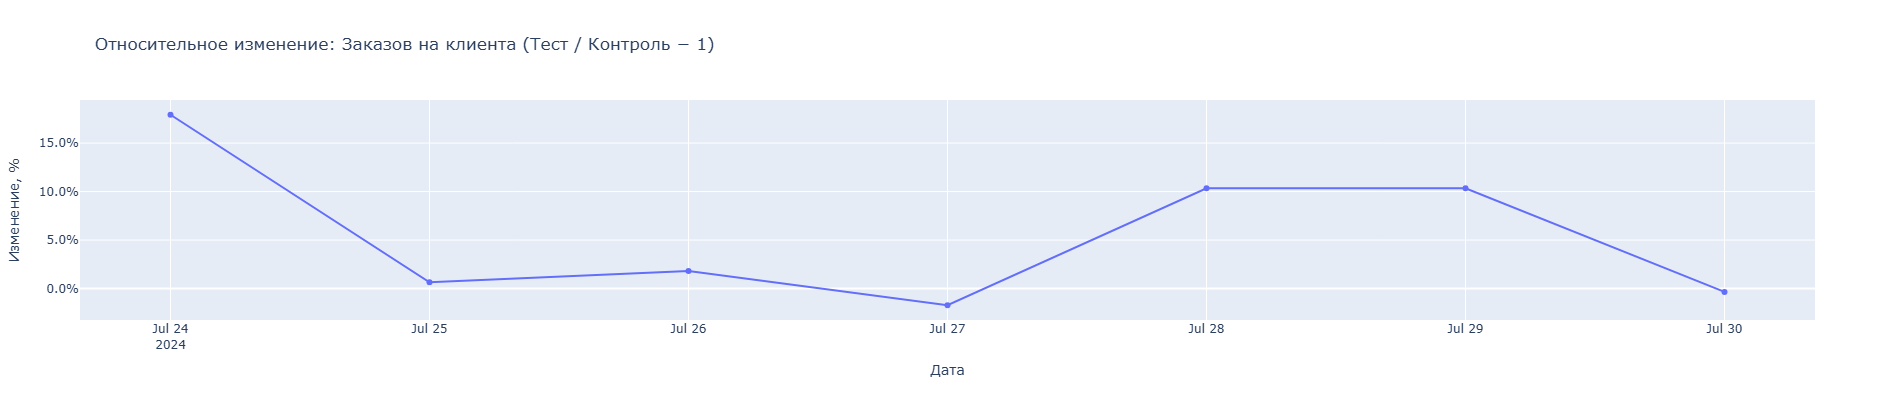 Относительное изменение: Заказов на клиента (Тест / Контроль − 1)
Изменение, %
15.0%
10.0%
5.0%
0.0%
Jul 24
2024
Jul 25
Jul 26
Jul 27
Jul 28
Jul 29
Jul 30
Дата